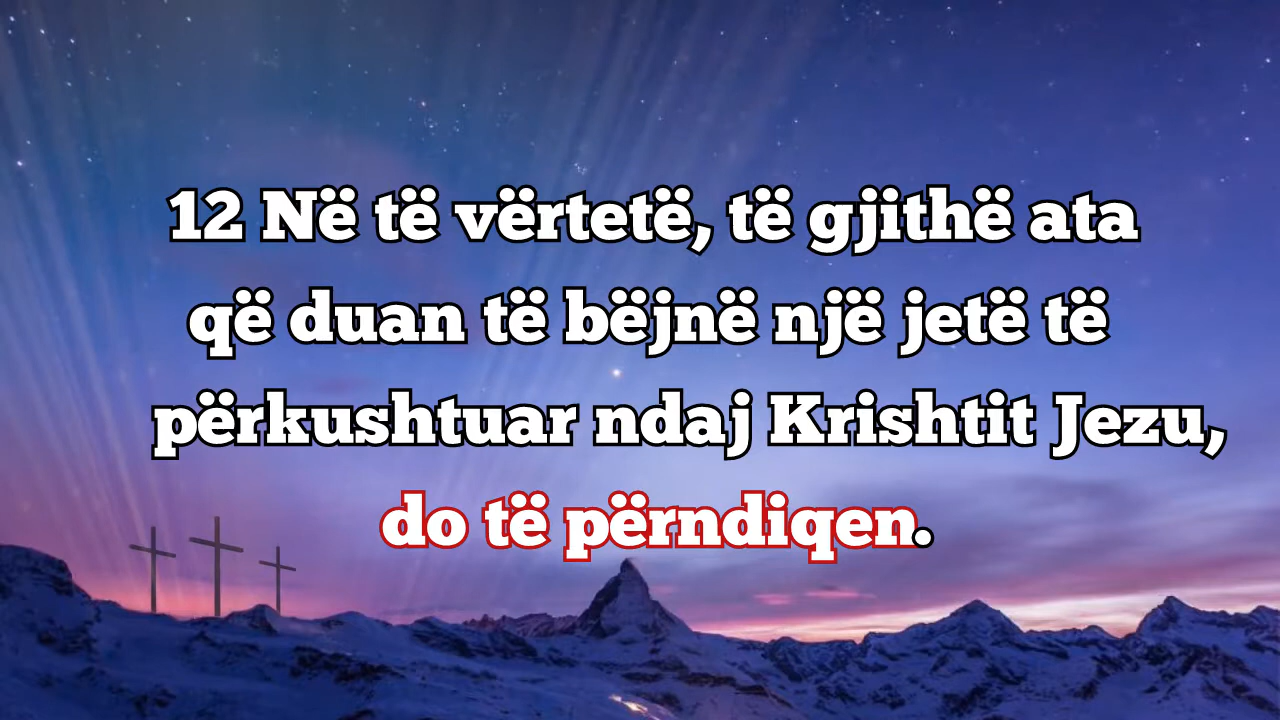 12 Në të vërtetë, të gjithë ata
që duan të bëjnë një jetë të
përkushtuar ndaj Krishtit Jezu,
do të përndiqen.